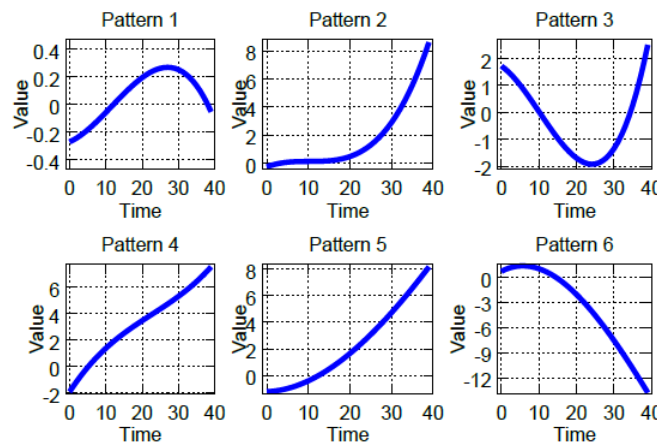 Pattern 1
Pattern 2
Pattern 3
0.4
0.2
0
-0.2
-0.4
Value
0 10 20 30 40
Time
8
6
4
2
0
Value
0 10 20 30 40
Time
2
1
0
-1
-2
Value
0 10 20 30 40
Time
Pattern 4
Pattern 5
Pattern 6
6
4
2
0
-2
Value
0 10 20 30 40
Time
8
6
4
2
0
Value
0 10 20 30 40
Time
0
-3
-6
-9
-12
Value
0 10 20 30 40
Time